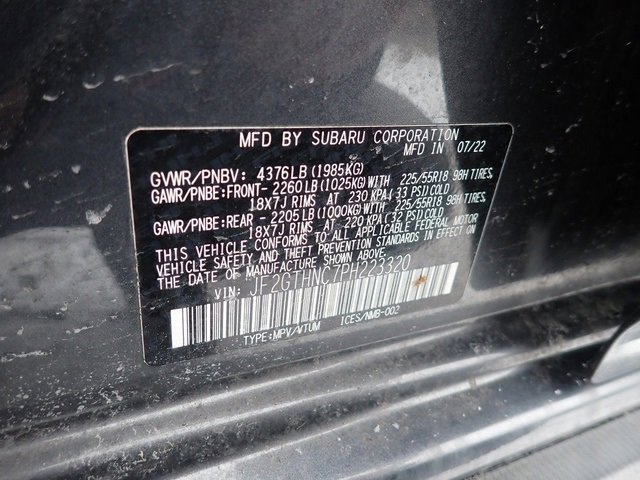 MFD BY SUBARU CORPORATION
MFD IN 07/22
GVWR/PNBV: 4376LB(1985KG)
GAWR/PNBE:FRONT-2260LB(1025KG)WITH 225/55R18 98H TIRES,
18X7J RIMS AT 230 KPA(33 PSI)COLD
GAWR/PNBE:REAR -2205LB(1000KG)WITH 225/55R18 98H TIRES,
18X7J RIMS AT 220 KPA(32 PSI)COLD
THIS VEHICLE CONFORMS TO ALL APPLICABLE FEDERAL MOTOR
VEHICLE SAFETY AND THEFT PREVENTION STANDARDS IN EFFECT ON
THE DATE OF MANUFACTURE SHOWN ABOVE.
VIN: JF2GTHNC7PH223320
TYPE:MPV/VTUM ICES/NMB-002